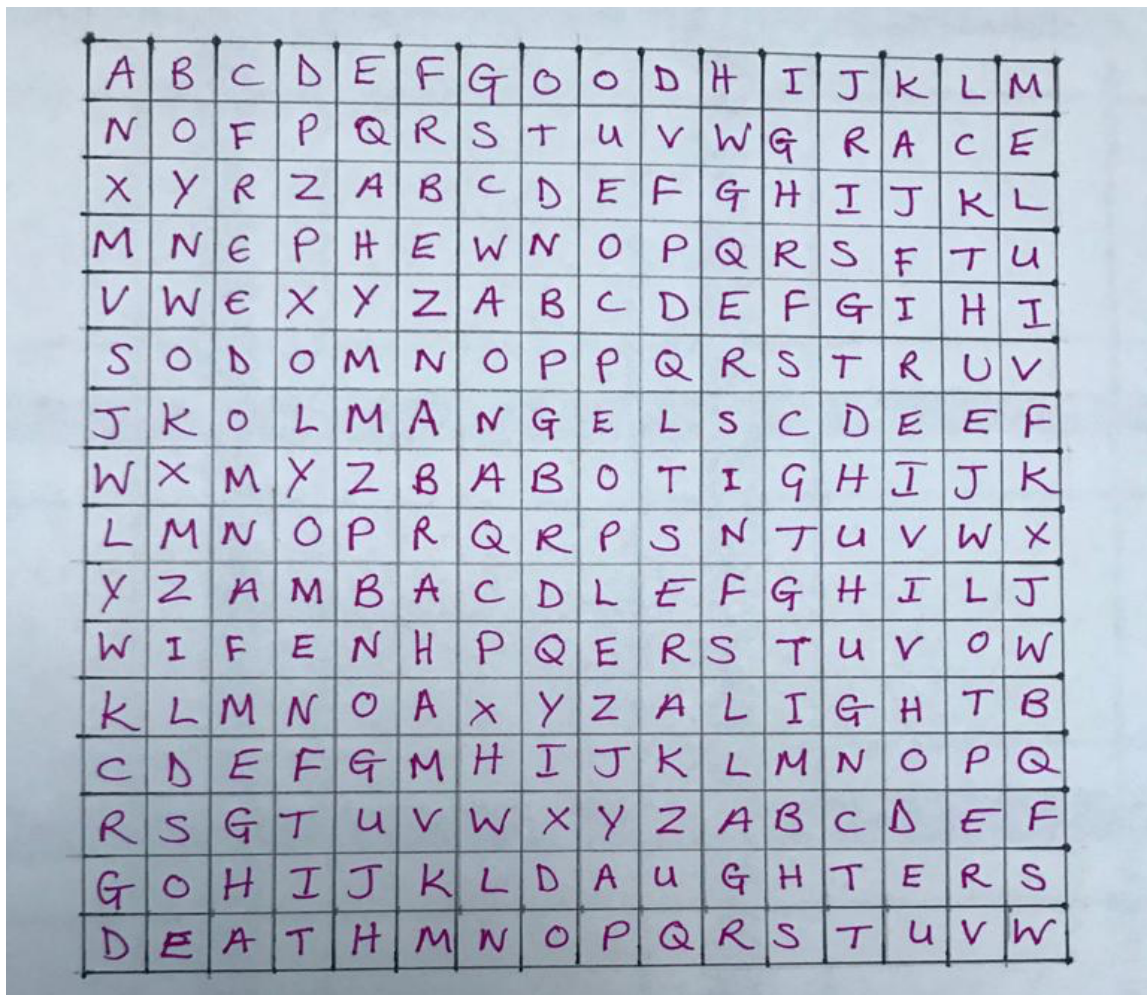 A B C D E F G O O D H I J K L M
N O F P Q R S T U V W G R A C E
X Y R Z A B C D E F G H I J K L
M N E P H E W N O P Q R S F T U
V W E X Y Z A B C D E F G I H I
S O D O M N O P P Q R S T R U V
J K O L M A N G E L S C D E E F
W X M Y Z B A B O T I G H I J K
L M N O P R Q R P S N T U V W X
Y Z A M B A C D L E F G H I L J
W I F E N H P Q E R S T U V O W
K L M N O A X Y Z A L I G H T B
C D E F G M H I J K L M N O P Q
R S G T U V W X Y Z A B C D E F
G O H I J K L D A U G H T E R S
D E A T H M N O P Q R S T U V W